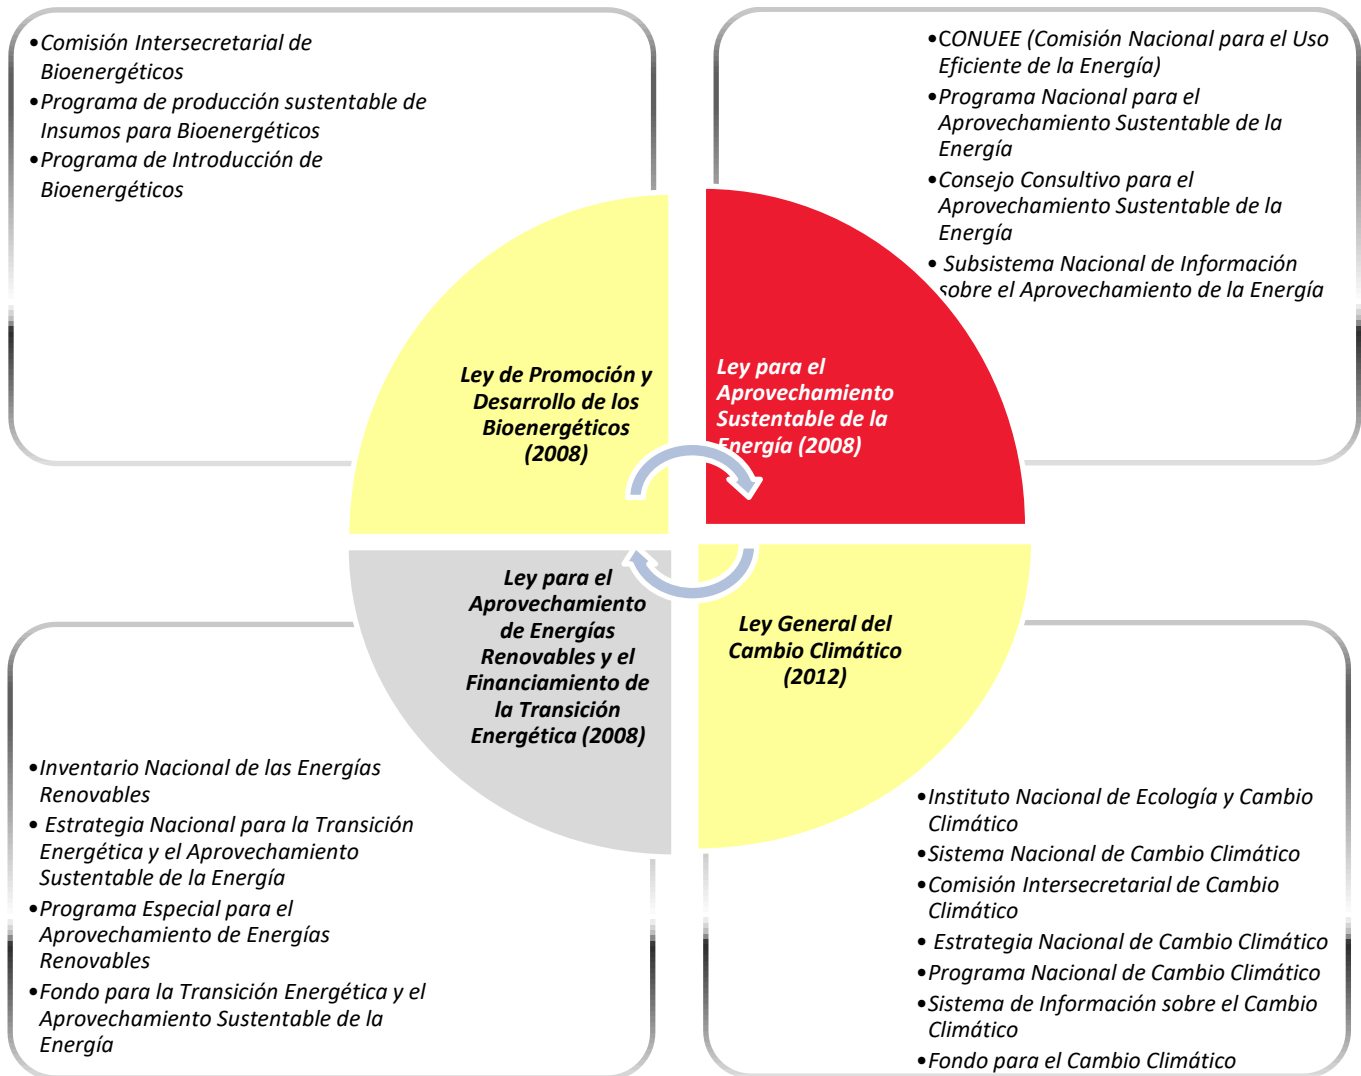 •Comisión Intersecretarial de
Bioenergéticos
•Programa de producción sustentable de
Insumos para Bioenergéticos
•Programa de Introducción de
Bioenergéticos
•CONUEE (Comisión Nacional para el Uso
Eficiente de la Energía)
•Programa Nacional para el
Aprovechamiento Sustentable de la
Energía
•Consejo Consultivo para el
Aprovechamiento Sustentable de la
Energía
• Subsistema Nacional de Información
sobre el Aprovechamiento de la Energía
Ley de Promoción y
Desarrollo de los
Bioenergéticos
(2008)
Ley para el
Aprovechamiento
Sustentable de la
Energía (2008)
Ley para el
Aprovechamiento
de Energías
Renovables y el
Financiamiento de
la Transición
Energética (2008)
Ley General del
Cambio Climático
(2012)
•Inventario Nacional de las Energías
Renovables
• Estrategia Nacional para la Transición
Energética y el Aprovechamiento
Sustentable de la Energía
•Programa Especial para el
Aprovechamiento de Energías
Renovables
•Fondo para la Transición Energética y el
Aprovechamiento Sustentable de la
Energía
•Instituto Nacional de Ecología y Cambio
Climático
•Sistema Nacional de Cambio Climático
•Comisión Intersecretarial de Cambio
Climático
• Estrategia Nacional de Cambio Climático
•Programa Nacional de Cambio Climático
•Sistema de Información sobre el Cambio
Climático
•Fondo para el Cambio Climático